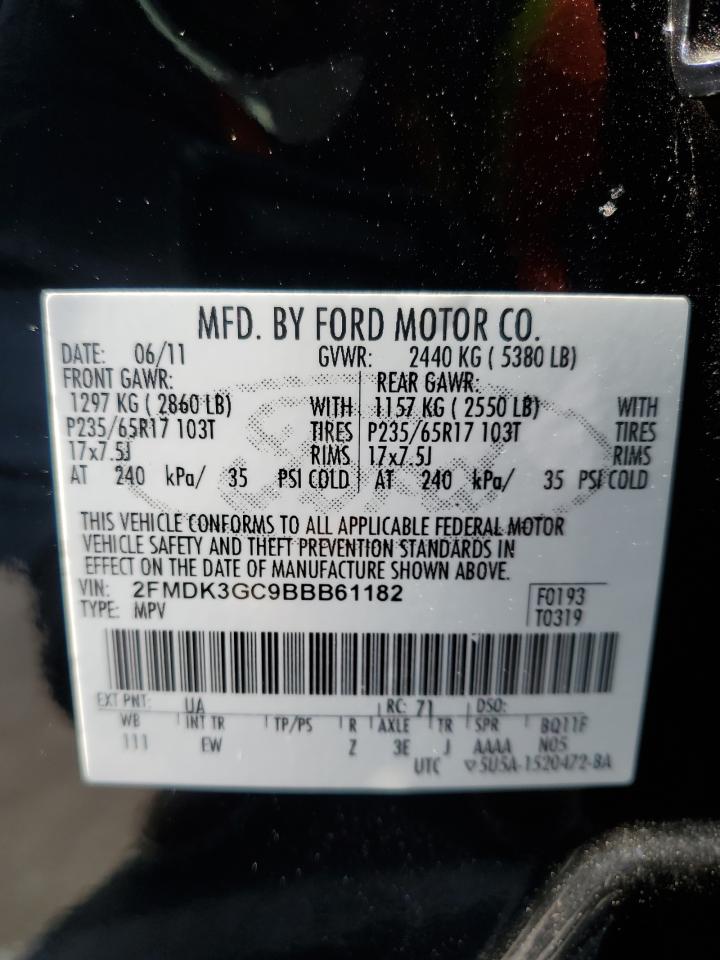 MFD. BY FORD MOTOR CO.
DATE: 06/11 GVWR: 2440 KG ( 5380 LB)
FRONT GAWR: REAR GAWR:
1297 KG ( 2860 LB) WITH 1157 KG ( 2550 LB) WITH
P235/65R17 103T TIRES P235/65R17 103T TIRES
17x7.5J RIMS 17x7.5J RIMS
AT 240 kPa/ 35 PSI COLD AT 240 kPa/ 35 PSI COLD
THIS VEHICLE CONFORMS TO ALL APPLICABLE FEDERAL MOTOR
VEHICLE SAFETY AND THEFT PREVENTION STANDARDS IN
EFFECT ON THE DATE OF MANUFACTURE SHOWN ABOVE.
VIN: 2FMDK3GC9BBB61182 F0193
TYPE: MPV T0319
EXT PNT: UA RC: 71 DSO:
WB INT TR TP/PS R AXLE TR SPR BQ11F
111 EW Z 3E J AAAA N05
UTC ▽5U5A-1520472-BA